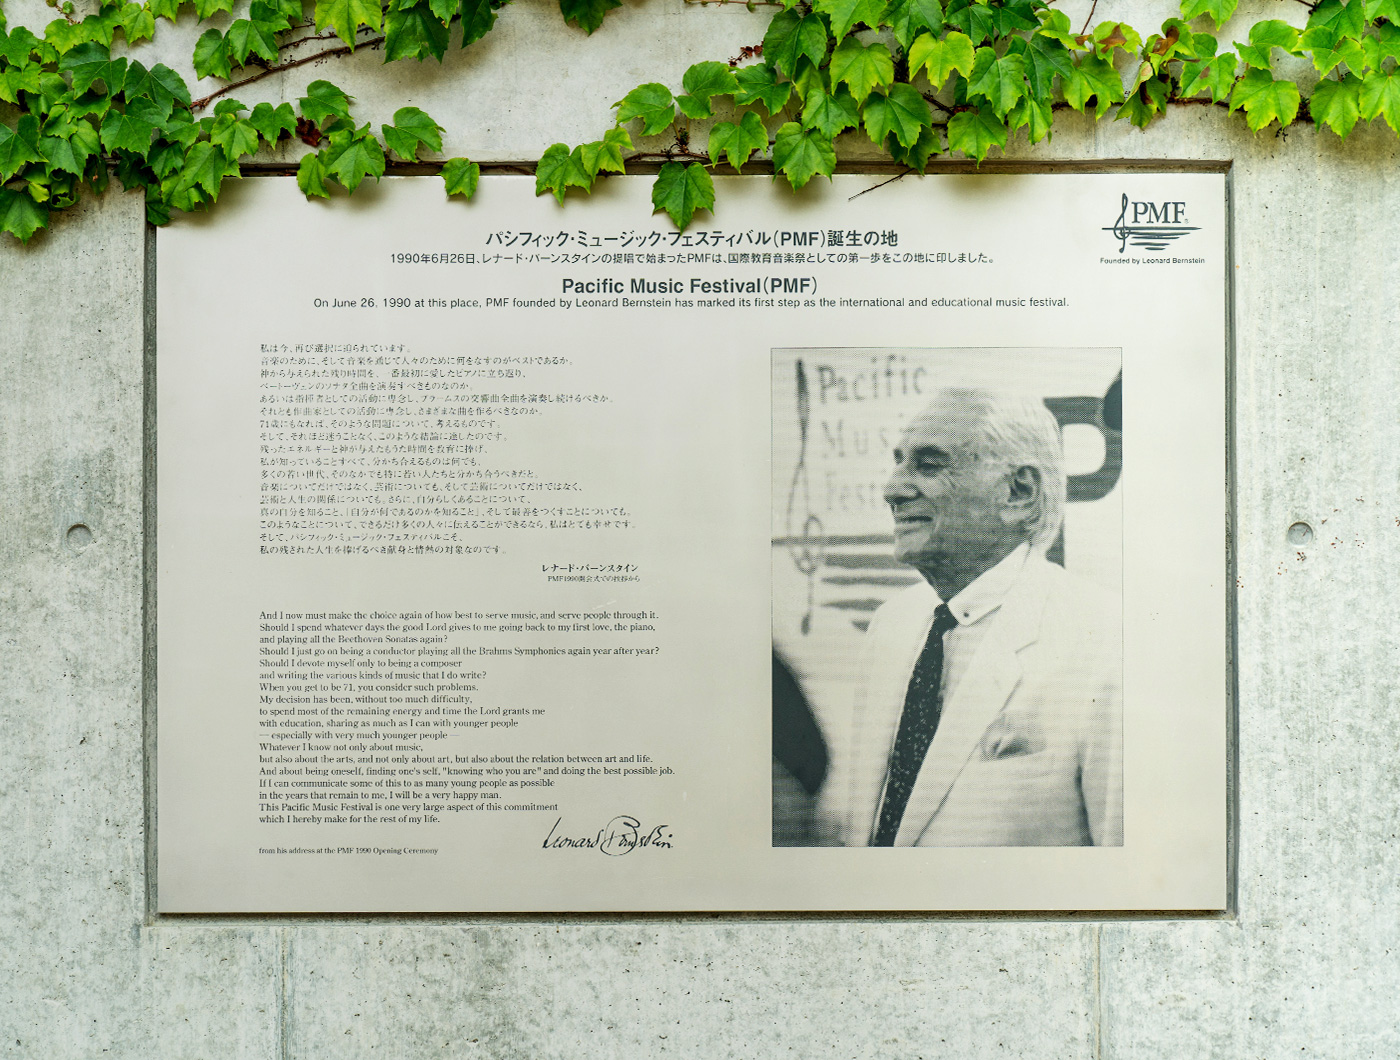 パシフィック・ミュージック・フェスティバル(PMF)誕生の地
1990年6月26日、レナード・バーンスタインの提唱で始まったPMFは、国際教育音楽祭としての第一歩をこの地に印しました。
Pacific Music Festival(PMF)
On June 26, 1990 at this place, PMF founded by Leonard Bernstein has marked its first step as the international and educational music festival.
PMF
Founded by Leonard Bernstein
私は今、再び選択に迫られています。
音楽のために、そして音楽を通じて人々のために何をなすのがベストであるか。
神から与えられた残り時間を、一番最初に愛したピアノに立ち返り、
ベートーヴェンのソナタ全曲を演奏すべきものなのか。
あるいは指揮者としての活動に専念し、ブラームスの交響曲全曲を演奏し続けるべきか。
それとも作曲家としての活動に専念し、さまざまな曲を作るべきなのか。
71歳にもなれば、そのような問題について、考えるものです。
そして、それほど迷うことなく、このような結論に達したのです。
残ったエネルギーと神が与えたもうた時間を教育に捧げ、
私が知っていることすべて、分かち合えるものは何でも、
多くの若い世代、そのなかでも特に若い人たちと分かち合うべきだと。
音楽についてだけではなく、芸術についても、そして芸術についてだけではなく、
芸術と人生の関係についても。さらに、自分らしくあることについて、
真の自分を知ること、「自分が何であるのかを知ること」、そして最善をつくすことについても。
このようなことについて、できるだけ多くの人々に伝えることができるなら、私はとても幸せです。
そして、パシフィック・ミュージック・フェスティバルこそ、
私の残された人生を捧げるべき献身と情熱の対象なのです。
レナード・バーンスタイン
PMF1990開会式での挨拶から
And I now must make the choice again of how best to serve music, and serve people through it.
Should I spend whatever days the good Lord gives to me going back to my first love, the piano,
and playing all the Beethoven Sonatas again?
Should I just go on being a conductor playing all the Brahms Symphonies again year after year?
Should I devote myself only to being a composer
and writing the various kinds of music that I do write?
When you get to be 71, you consider such problems.
My decision has been, without too much difficulty,
to spend most of the remaining energy and time the Lord grants me
with education, sharing as much as I can with younger people
— especially with very much younger people —
Whatever I know not only about music,
but also about the arts, and not only about art, but also about the relation between art and life.
And about being oneself, finding one's self, "knowing who you are" and doing the best possible job.
If I can communicate some of this to as many young people as possible
in the years that remain to me, I will be a very happy man.
This Pacific Music Festival is one very large aspect of this commitment
which I hereby make for the rest of my life.
Leonard Bernstein
from his address at the PMF 1990 Opening Ceremony
Pacific
Musi
Festi